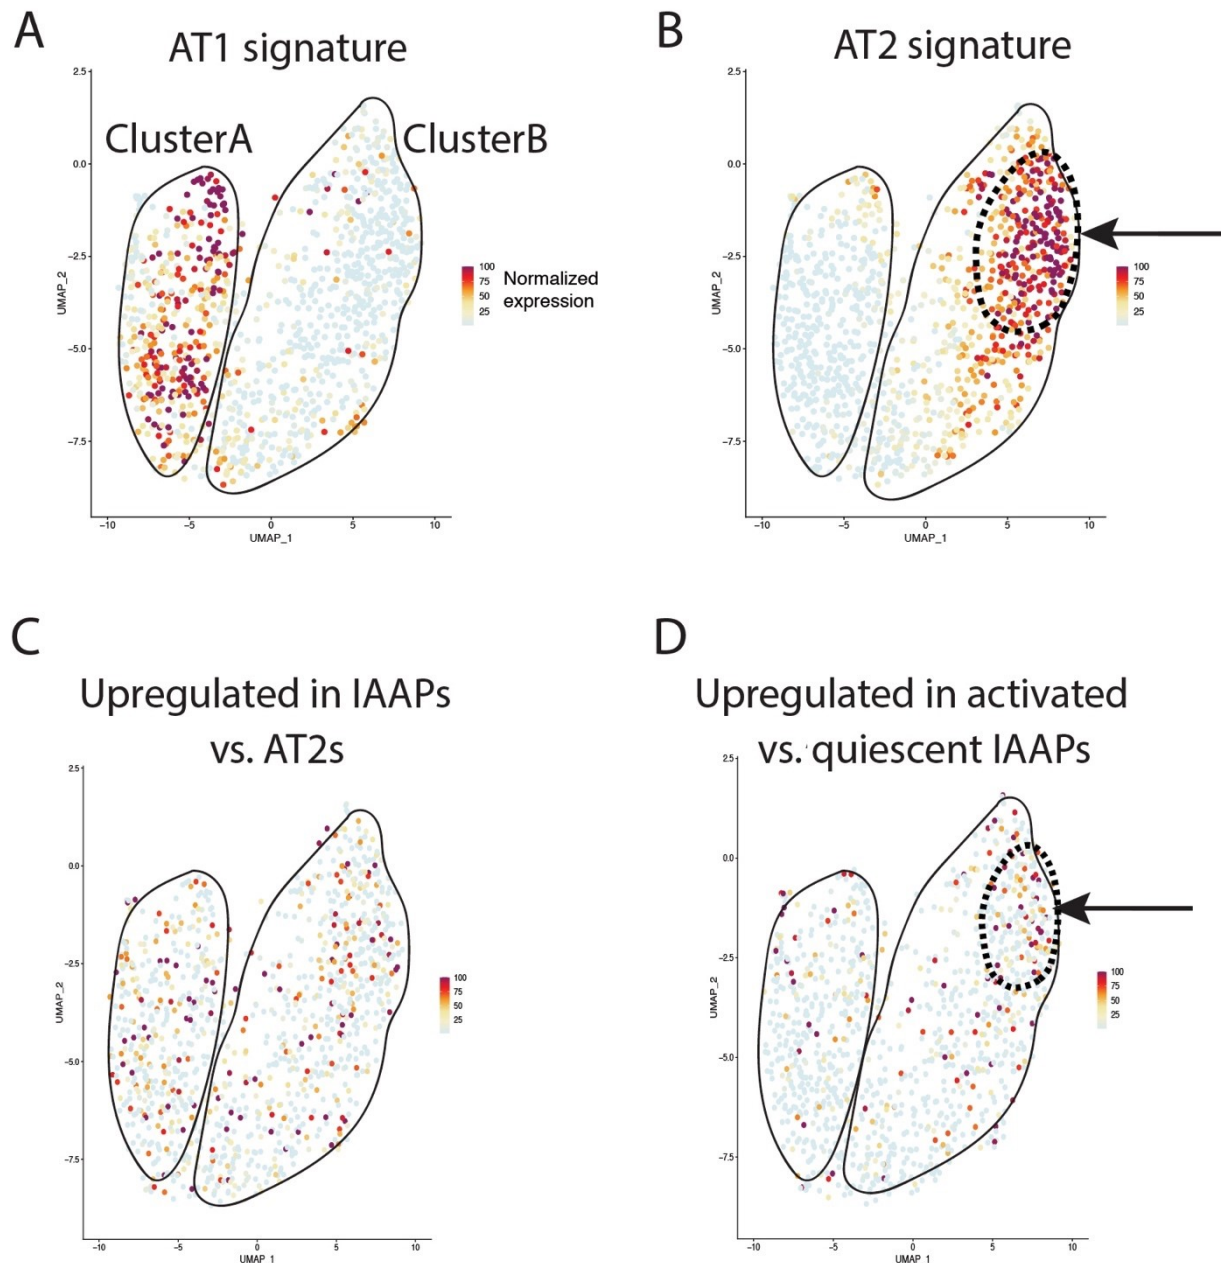 A
AT1 signature
ClusterA
ClusterB
2.5
0.0
−2.5
−5.0
−7.5
UMAP_2
−10
−5
0
5
10
UMAP_1
100
75
50
25
Normalized
expression
B
AT2 signature
2.5
0.0
−2.5
−5.0
−7.5
UMAP_2
−10
−5
0
5
10
UMAP_1
100
75
50
25
C
Upregulated in IAAPs
vs. AT2s
2.5
0.0
−2.5
−5.0
−7.5
UMAP_2
−10
−5
0
5
10
UMAP_1
100
75
50
25
D
Upregulated in activated
vs. quiescent IAAPs
2.5
0.0
−2.5
−5.0
−7.5
UMAP_2
−10
−5
0
5
10
UMAP_1
100
75
50
25